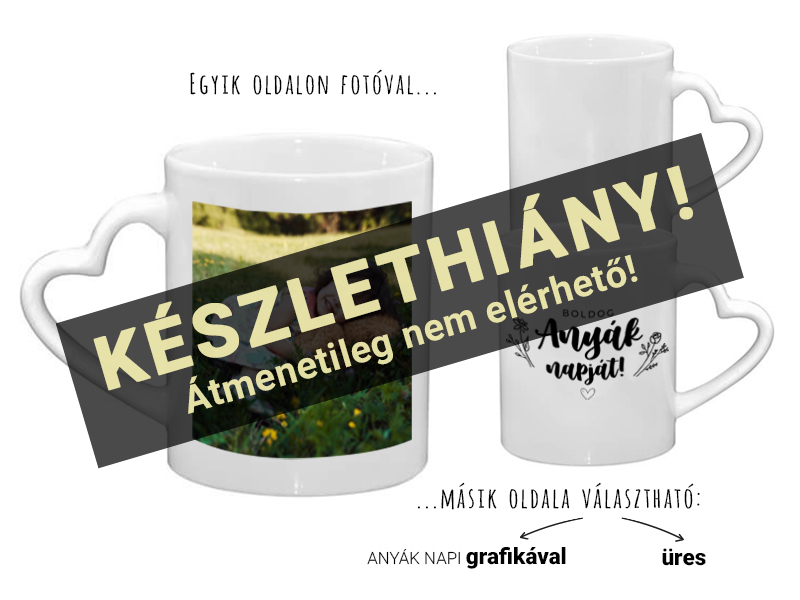 Egyik oldalon fotóval...
KÉSZLETHIÁNY!
Átmenetileg nem elérhető!
BOLDOG
Anyák
napját!
...másik oldala választható:
ANYÁK NAPI grafikával
üres